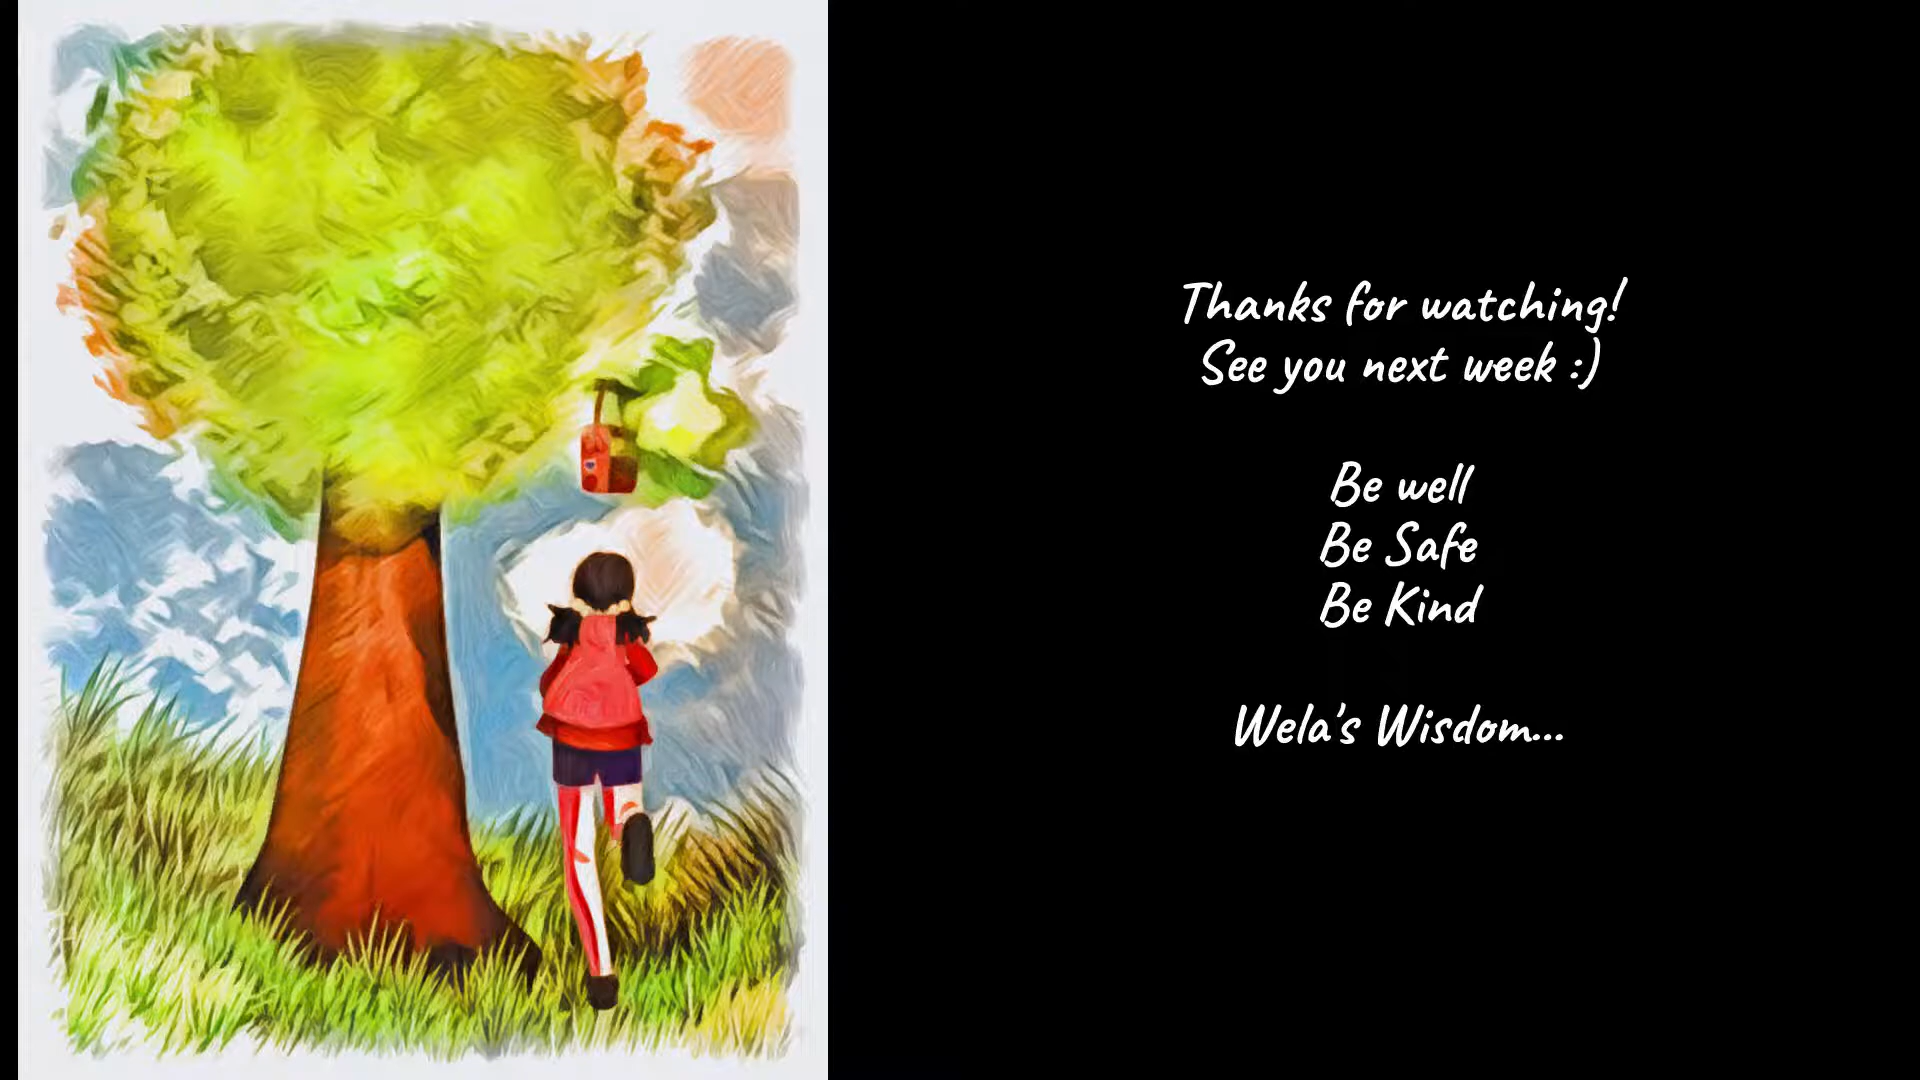 Thanks for watching!
See you next week :)
Be well
Be Safe
Be Kind
Wela's Wisdom...